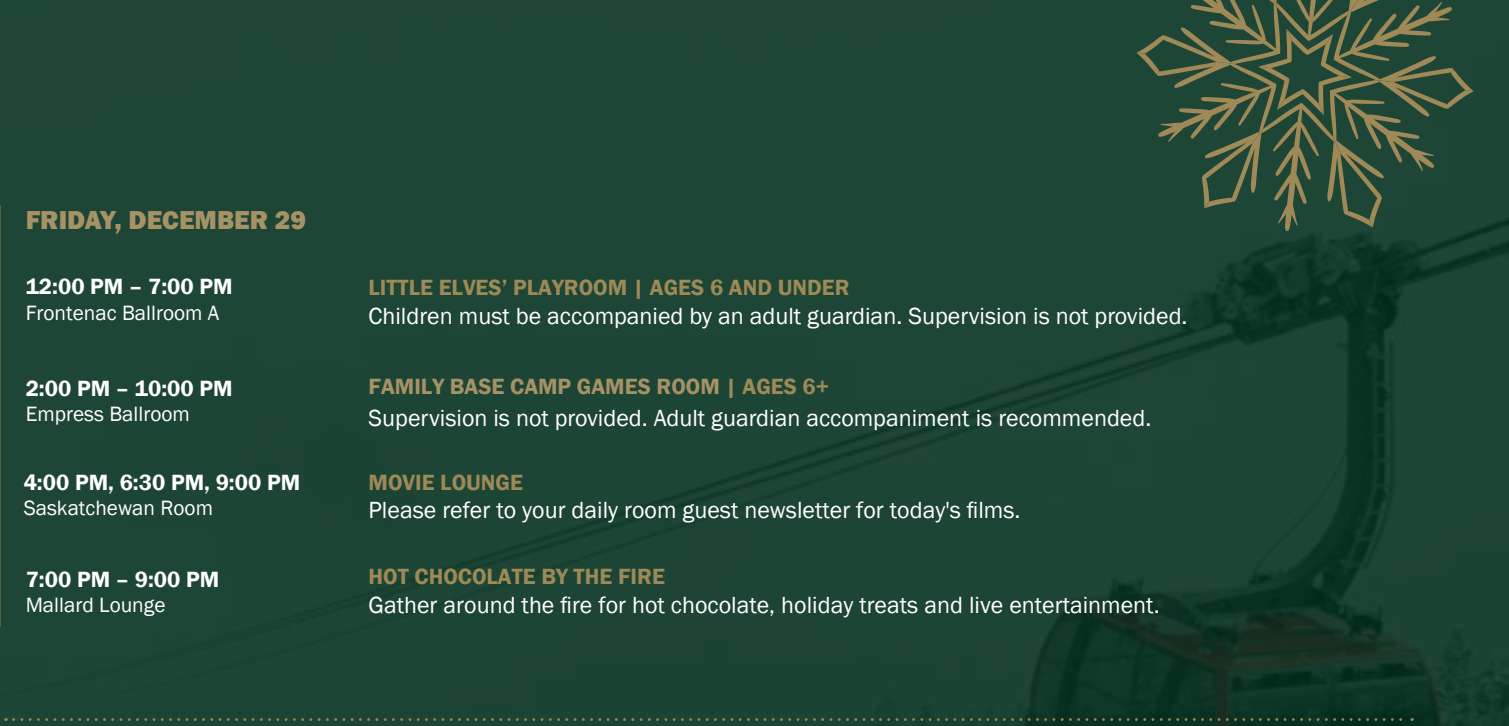 FRIDAY, DECEMBER 29
12:00 PM – 7:00 PM
Frontenac Ballroom A
LITTLE ELVES’ PLAYROOM | AGES 6 AND UNDER
Children must be accompanied by an adult guardian. Supervision is not provided.
2:00 PM – 10:00 PM
Empress Ballroom
FAMILY BASE CAMP GAMES ROOM | AGES 6+
Supervision is not provided. Adult guardian accompaniment is recommended.
4:00 PM, 6:30 PM, 9:00 PM
Saskatchewan Room
MOVIE LOUNGE
Please refer to your daily room guest newsletter for today's films.
7:00 PM – 9:00 PM
Mallard Lounge
HOT CHOCOLATE BY THE FIRE
Gather around the fire for hot chocolate, holiday treats and live entertainment.